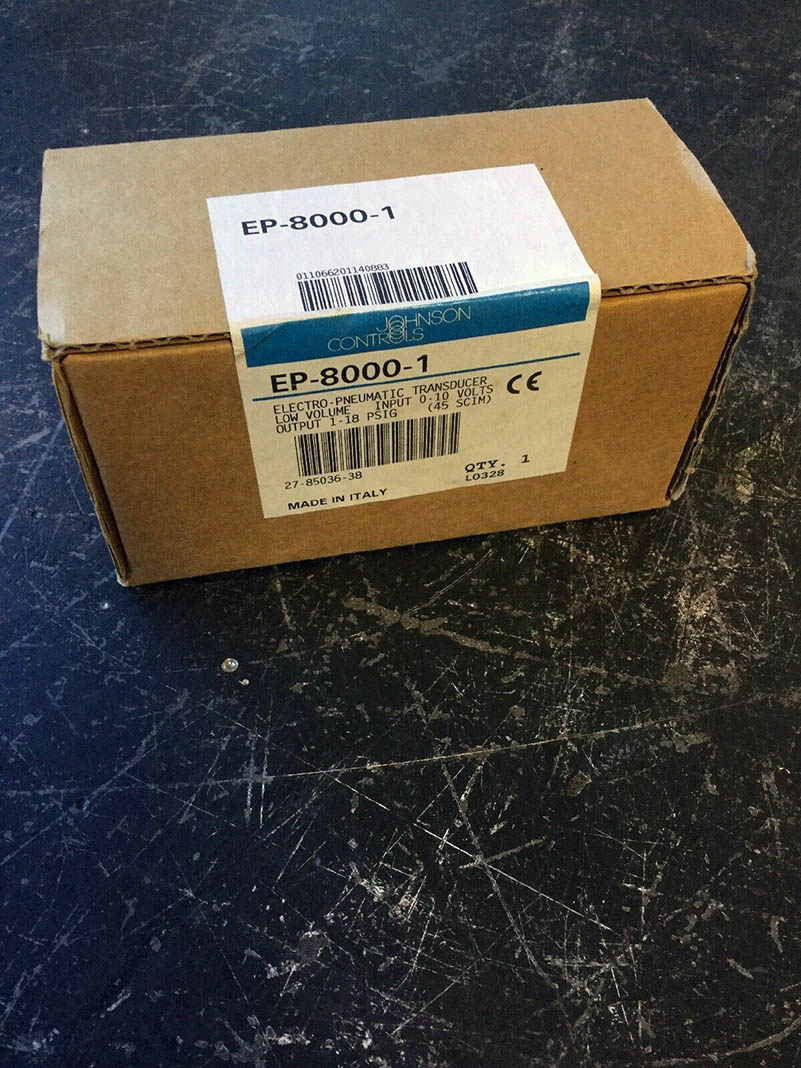 EP-8000-1
011066201140883
JOHNSON
CONTROLS
EP-8000-1
ELECTRO-PNEUMATIC TRANSDUCER
LOW VOLUME INPUT 0-10 VOLTS
OUTPUT 1-18 PSIG (45 SCIM)
CE
27-85036-38
QTY. 1
L0328
MADE IN ITALY